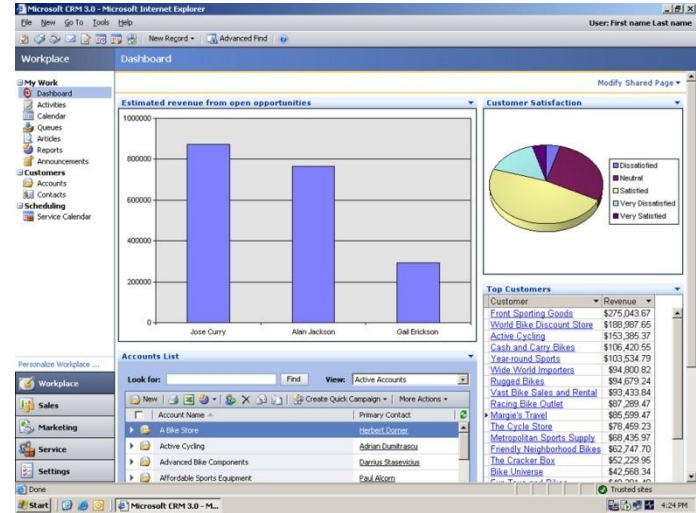 Microsoft CRM 3.0 - Microsoft Internet Explorer
File New Go To Tools Help
User: First name Last name
New Record Advanced Find
Workplace
Dashboard
Modify Shared Page
My Work
Dashboard
Activities
Calendar
Queues
Articles
Reports
Announcements
Customers
Accounts
Contacts
Scheduling
Service Calendar
Personalize Workplace ...
Workplace
Sales
Marketing
Service
Settings
Estimated revenue from open opportunities
1000000
800000
600000
400000
200000
0
Jose Curry Alan Jackson Gail Erickson
Customer Satisfaction
Dissatisfied
Neutral
Satisfied
Very Dissatisfied
Very Satisfied
Accounts List
Look for: Find View: Active Accounts
New Create Quick Campaign More Actions
Account Name Primary Contact
A Bike Store Herbert Dorner
Active Cycling Adrian Dumitrascu
Advanced Bike Components Darrius Stasevicius
Affordable Sports Equipment Paul Alcorn
Top Customers
Customer Revenue
Front Sporting Goods $275,043.67
World Bike Discount Store $188,987.65
Active Cycling $153,385.37
Cash and Carry Bikes $106,420.55
Year-round Sports $103,534.79
Wide World Importers $94,800.82
Rugged Bikes $94,679.24
Vast Bike Sales and Rental $93,433.84
Racing Bike Outlet $87,289.47
Margie's Travel $85,599.47
The Cycle Store $78,459.23
Metropolitan Sports Supply $68,435.97
Friendly Neighborhood Bikes $62,747.70
The Cracker Box $52,229.95
Bike Universe $42,568.34
Done
Trusted sites
Start Microsoft CRM 3.0 - M... 4:24 PM